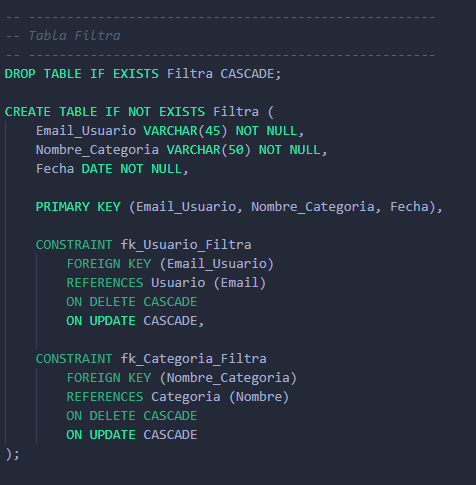 -- -----------------------------------------------------
-- Tabla Filtra
-- -----------------------------------------------------
DROP TABLE IF EXISTS Filtra CASCADE;
CREATE TABLE IF NOT EXISTS Filtra (
Email_Usuario VARCHAR(45) NOT NULL,
Nombre_Categoria VARCHAR(50) NOT NULL,
Fecha DATE NOT NULL,
PRIMARY KEY (Email_Usuario, Nombre_Categoria, Fecha),
CONSTRAINT fk_Usuario_Filtra
FOREIGN KEY (Email_Usuario)
REFERENCES Usuario (Email)
ON DELETE CASCADE
ON UPDATE CASCADE,
CONSTRAINT fk_Categoria_Filtra
FOREIGN KEY (Nombre_Categoria)
REFERENCES Categoria (Nombre)
ON DELETE CASCADE
ON UPDATE CASCADE
);